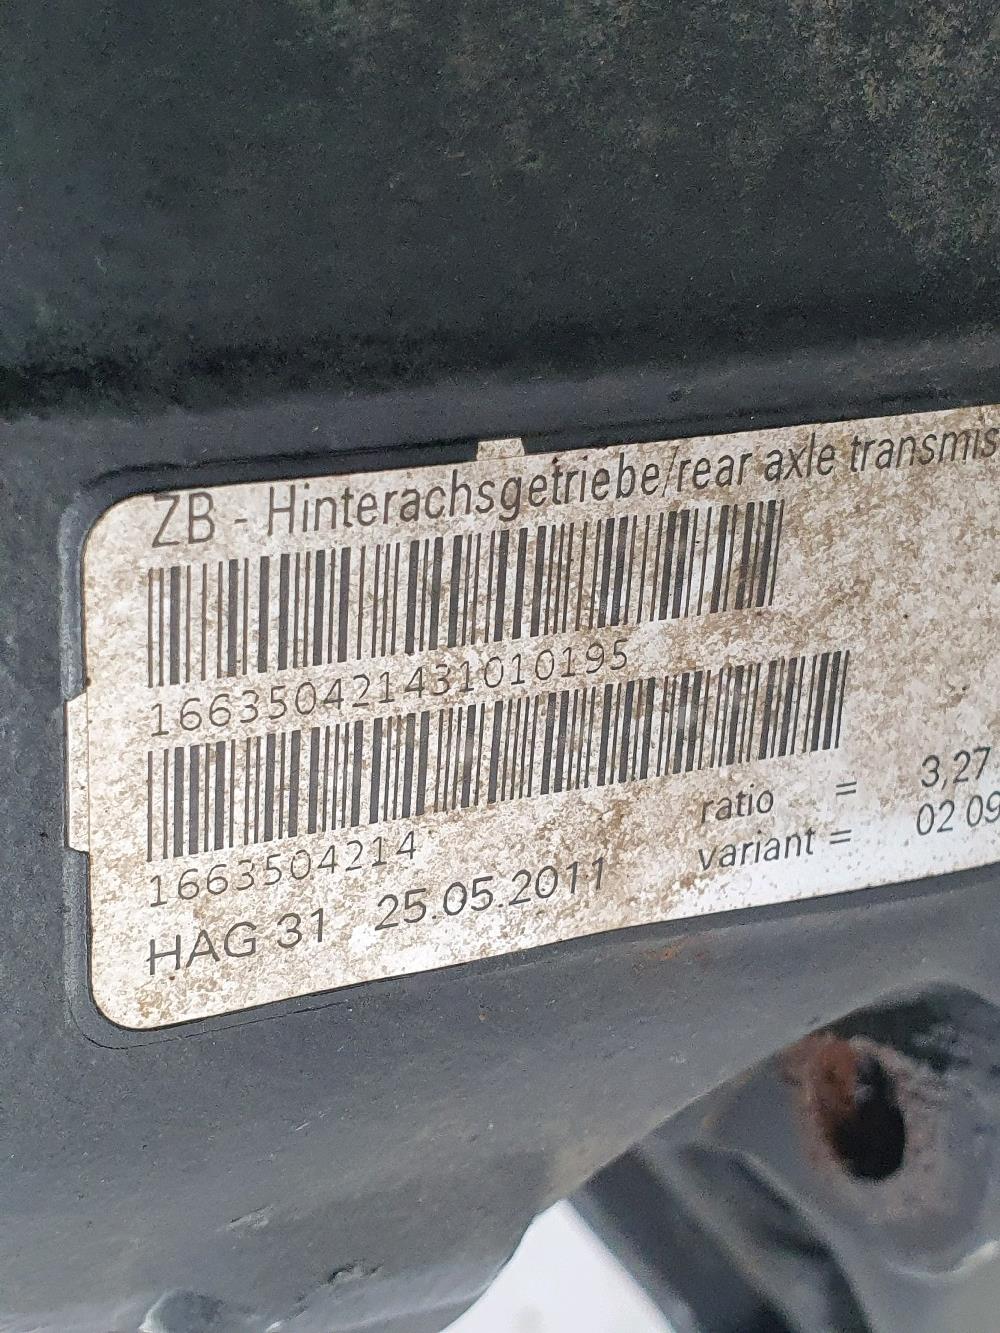 ZB - Hinterachsgetriebe/rear axle transmis
166350421431010195
1663504214
ratio = 3,27
variant = 02 09
HAG 31 25.05.2011